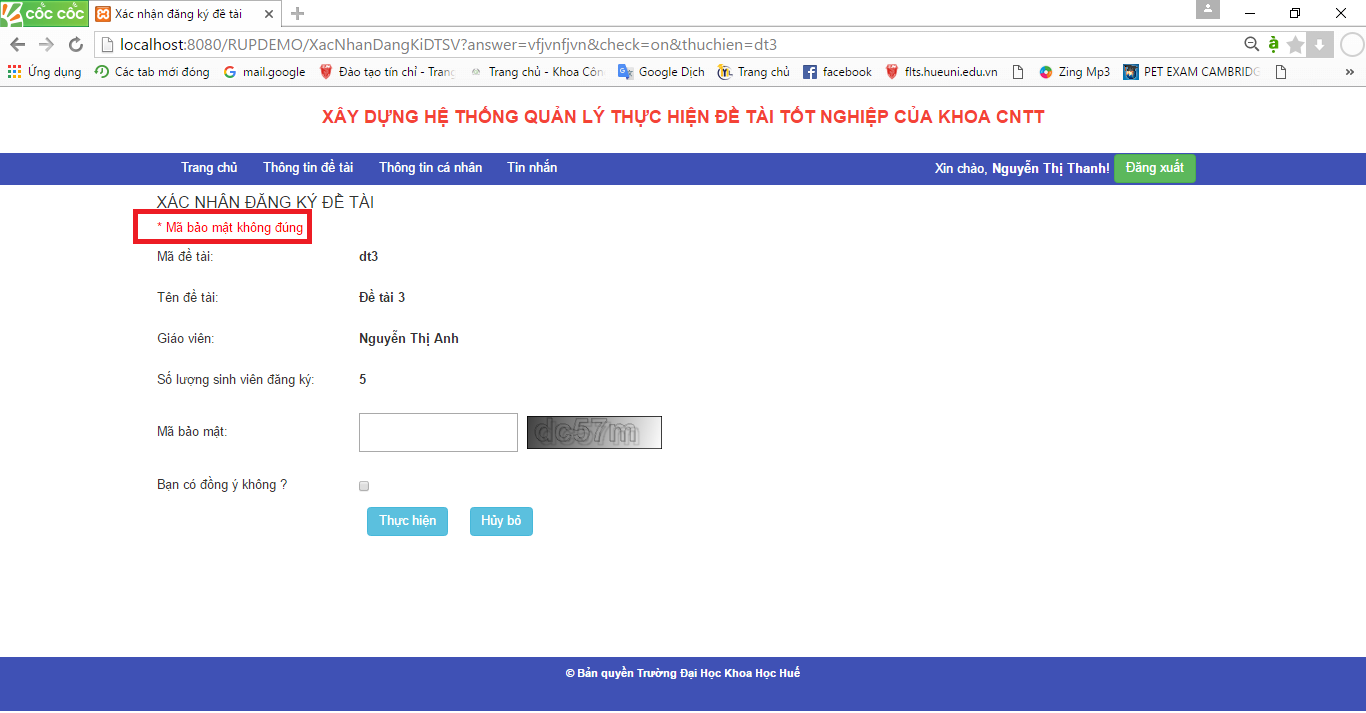 cốc cốc Xác nhận đăng ký đề tài
localhost:8080/RUPDEMO/XacNhanDangKiDTSV?answer=vfjvnfjvn&check=on&thuchien=dt3
Ứng dụng Các tab mới đóng mail.google Đào tạo tín chỉ - Trang Trang chủ - Khoa Côn Google Dịch Trang chủ facebook flts.hueuni.edu.vn Zing Mp3 PET EXAM CAMBRIDG »
XÂY DỰNG HỆ THỐNG QUẢN LÝ THỰC HIỆN ĐỀ TÀI TỐT NGHIỆP CỦA KHOA CNTT
Trang chủ Thông tin đề tài Thông tin cá nhân Tin nhắn Xin chào, Nguyễn Thị Thanh! Đăng xuất
XÁC NHẬN ĐĂNG KÝ ĐỀ TÀI
* Mã bảo mật không đúng
Mã đề tài: dt3
Tên đề tài: Đề tài 3
Giáo viên: Nguyễn Thị Anh
Số lượng sinh viên đăng ký: 5
Mã bảo mật: dc57m
Bạn có đồng ý không ?
Thực hiện Hủy bỏ
© Bản quyền Trường Đại Học Khoa Học Huế